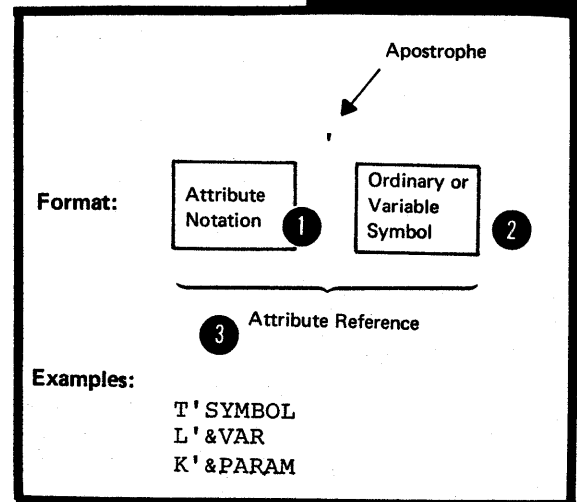 Apostrophe
'
Format:
Attribute
Notation
1
Ordinary or
Variable
Symbol
2
3 Attribute Reference
Examples:
T'SYMBOL
L'&VAR
K'&PARAM